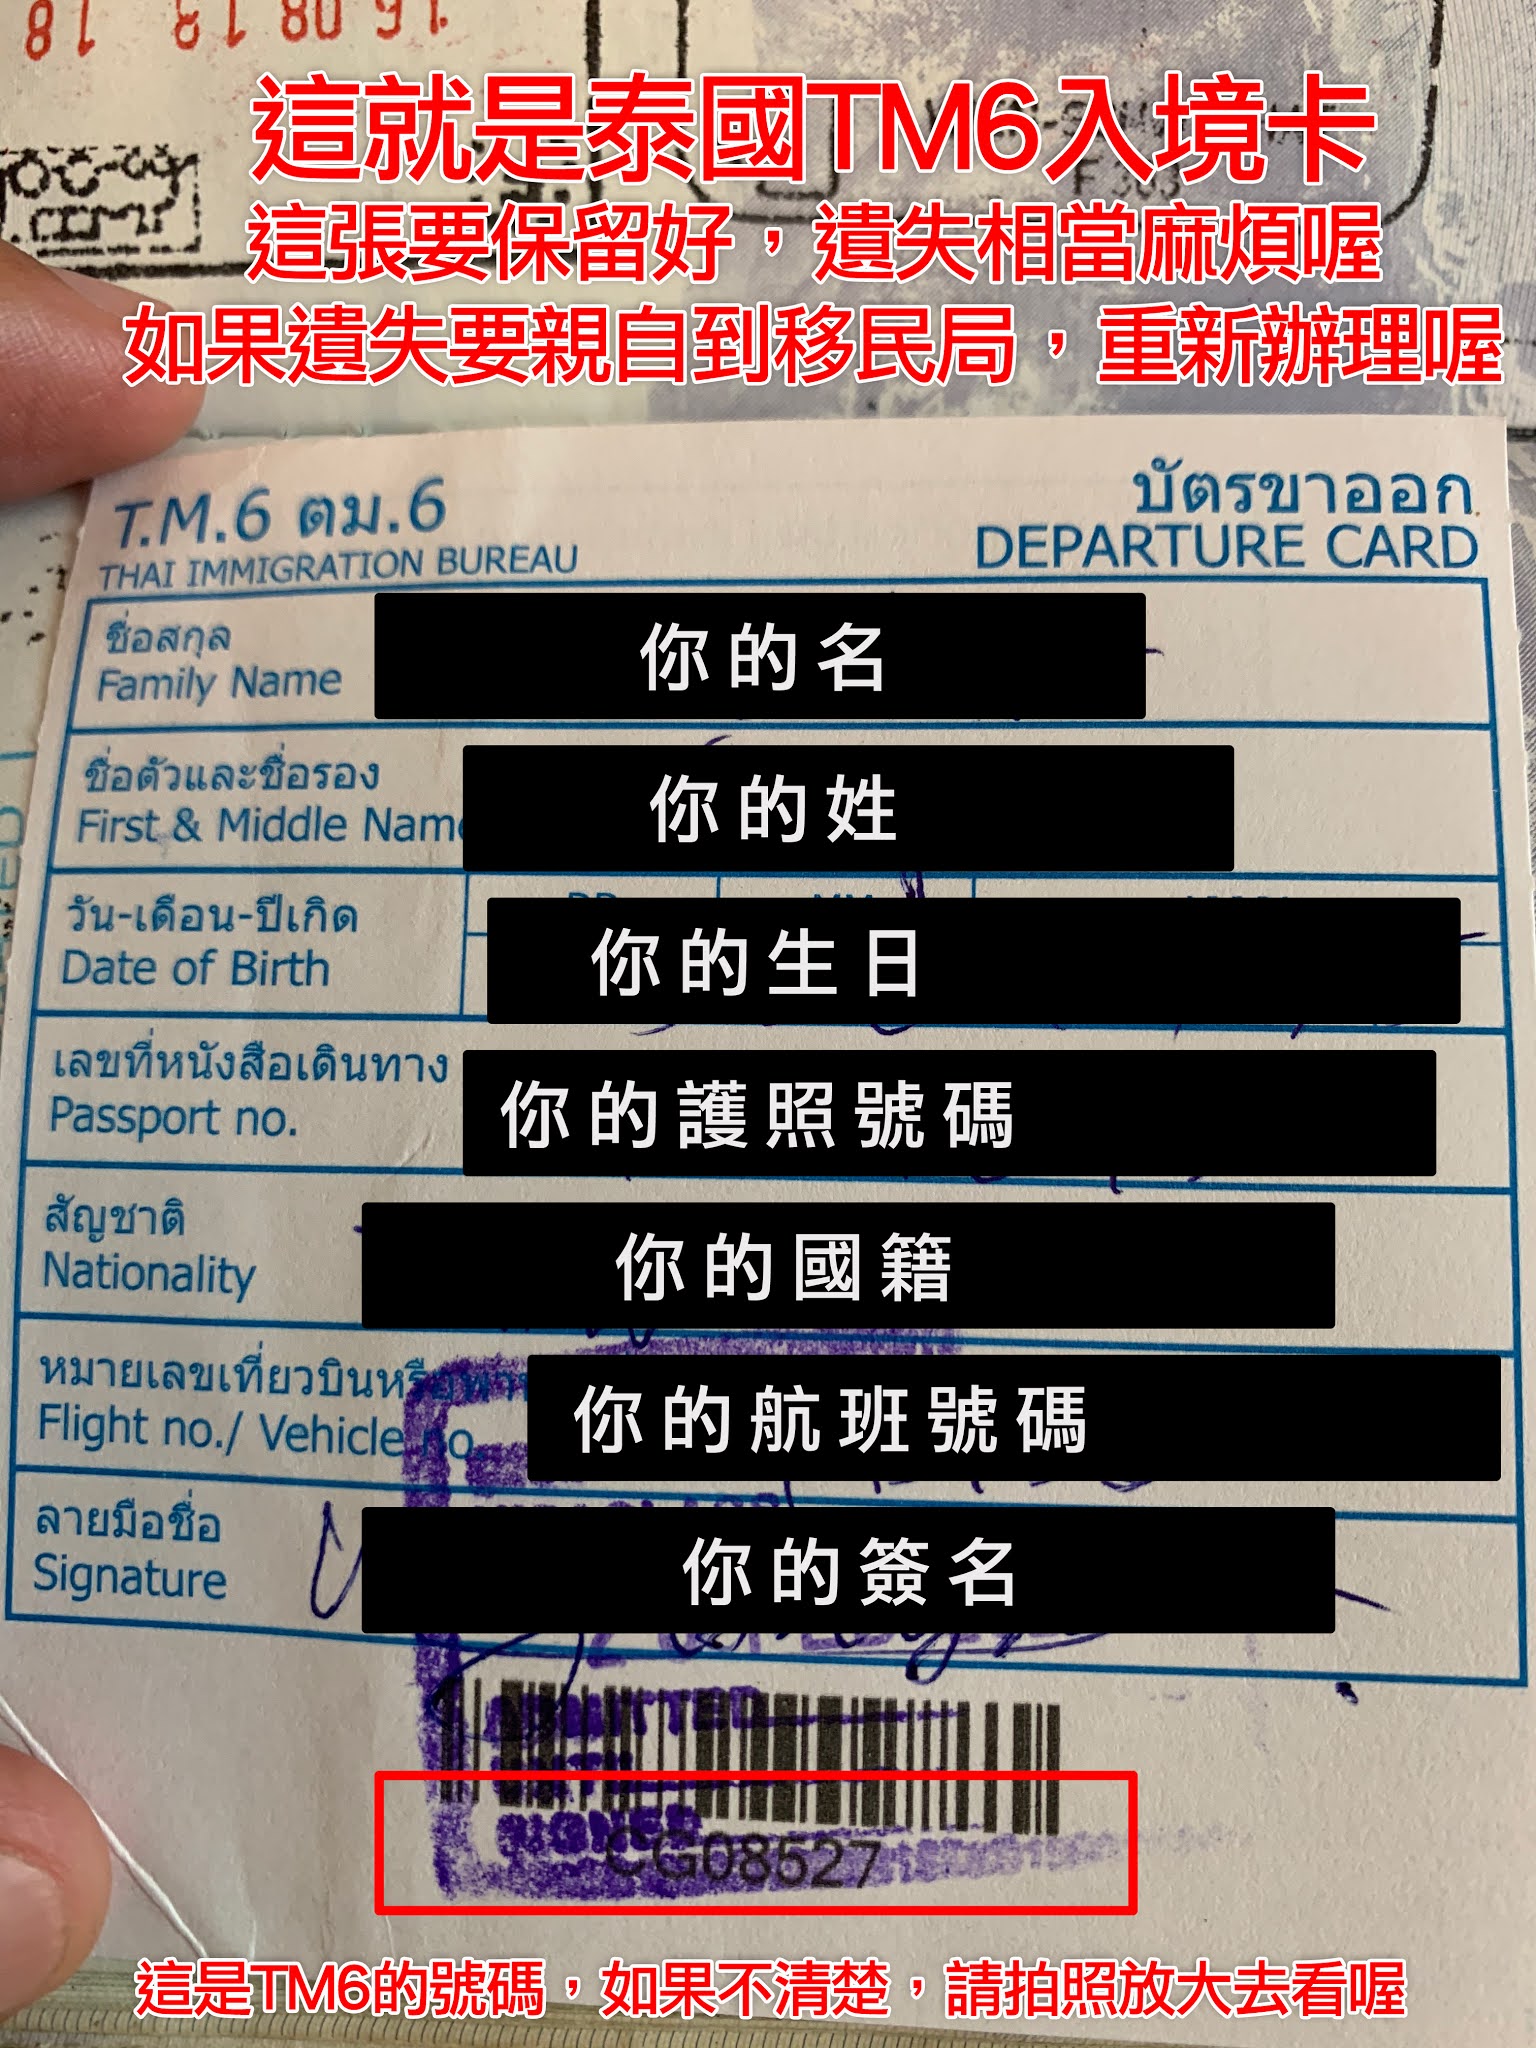 16 08 18
這就是泰國TM6入境卡
這張要保留好，遺失相當麻煩喔
如果遺失要親自到移民局，重新辦理喔
T.M.6 ตม.6
THAI IMMIGRATION BUREAU
บัตรขาออก
DEPARTURE CARD
ชื่อสกุล
Family Name
你的名
ชื่อตัวและชื่อรอง
First & Middle Name
你的姓
วัน-เดือน-ปีเกิด
Date of Birth
你的生日
เลขที่หนังสือเดินทาง
Passport no.
你的護照號碼
สัญชาติ
Nationality
你的國籍
หมายเลขเที่ยวบินหรือพาห
Flight no./ Vehicle no.
你的航班號碼
ลายมือชื่อ
Signature
你的簽名
ADMITTED
UNTIL
SIGNED
CG08527
這是TM6的號碼，如果不清楚，請拍照放大去看喔